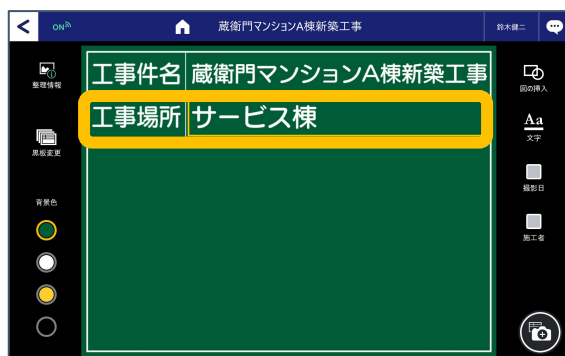 ON
蔵衛門マンションA棟新築工事
鈴木健二
整理情報
黒板変更
背景色
工事件名 蔵衛門マンションA棟新築工事
工事場所 サービス棟
図の挿入
Aa
文字
撮影日
施工者